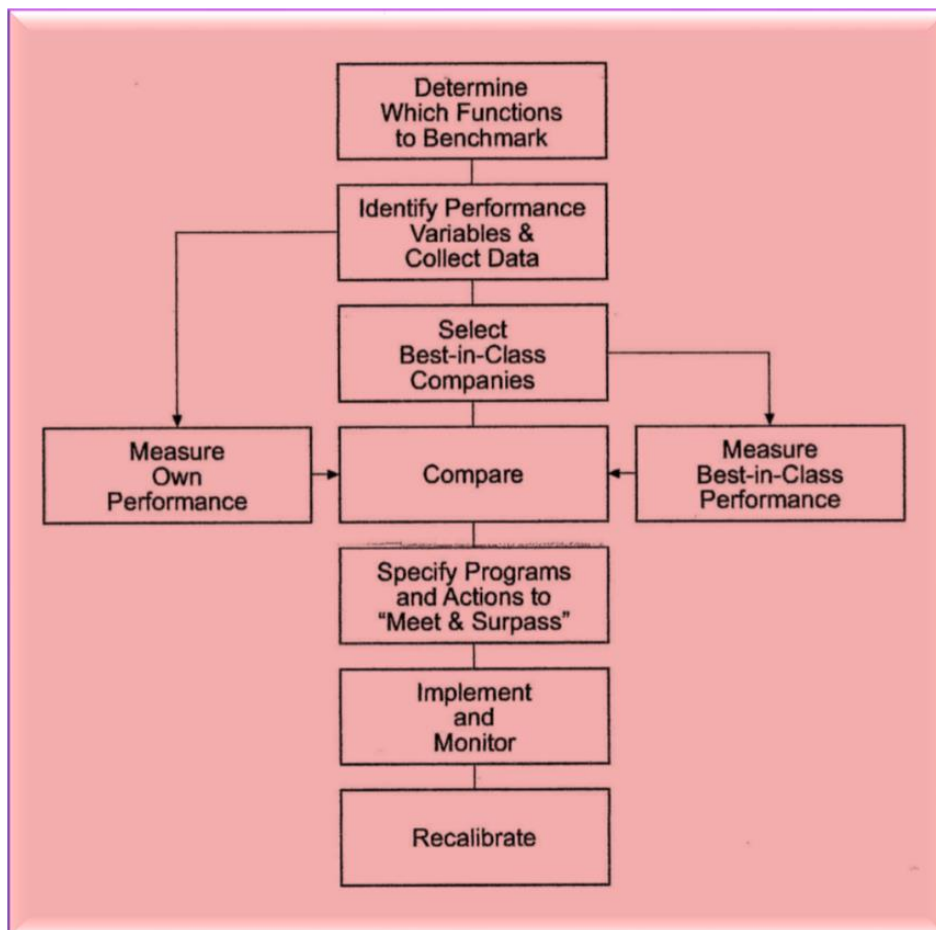 Determine
Which Functions
to Benchmark
Identify Performance
Variables &
Collect Data
Select
Best-in-Class
Companies
Measure
Own
Performance
Compare
Measure
Best-in-Class
Performance
Specify Programs
and Actions to
“Meet & Surpass”
Implement
and
Monitor
Recalibrate